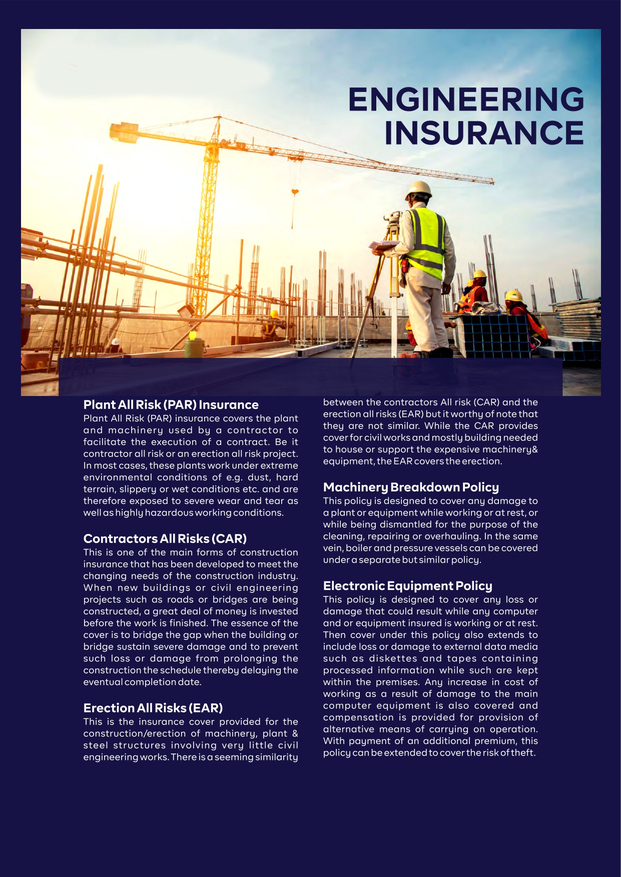 ENGINEERING
INSURANCE
Plant All Risk (PAR) Insurance
Plant All Risk (PAR) insurance covers the plant
and machinery used by a contractor to
facilitate the execution of a contract. Be it
contractor all risk or an erection all risk project.
In most cases, these plants work under extreme
environmental conditions of e.g. dust, hard
terrain, slippery or wet conditions etc. and are
therefore exposed to severe wear and tear as
well as highly hazardous working conditions.
Contractors All Risks (CAR)
This is one of the main forms of construction
insurance that has been developed to meet the
changing needs of the construction industry.
When new buildings or civil engineering
projects such as roads or bridges are being
constructed, a great deal of money is invested
before the work is finished. The essence of the
cover is to bridge the gap when the building or
bridge sustain severe damage and to prevent
such loss or damage from prolonging the
construction the schedule thereby delaying the
eventual completion date.
Erection All Risks (EAR)
This is the insurance cover provided for the
construction/erection of machinery, plant &
steel structures involving very little civil
engineering works. There is a seeming similarity
between the contractors All risk (CAR) and the
erection all risks (EAR) but it worthy of note that
they are not similar. While the CAR provides
cover for civil works and mostly building needed
to house or support the expensive machinery&
equipment, the EAR covers the erection.
Machinery Breakdown Policy
This policy is designed to cover any damage to
a plant or equipment while working or at rest, or
while being dismantled for the purpose of the
cleaning, repairing or overhauling. In the same
vein, boiler and pressure vessels can be covered
under a separate but similar policy.
Electronic Equipment Policy
This policy is designed to cover any loss or
damage that could result while any computer
and or equipment insured is working or at rest.
Then cover under this policy also extends to
include loss or damage to external data media
such as diskettes and tapes containing
processed information while such are kept
within the premises. Any increase in cost of
working as a result of damage to the main
computer equipment is also covered and
compensation is provided for provision of
alternative means of carrying on operation.
With payment of an additional premium, this
policy can be extended to cover the risk of theft.